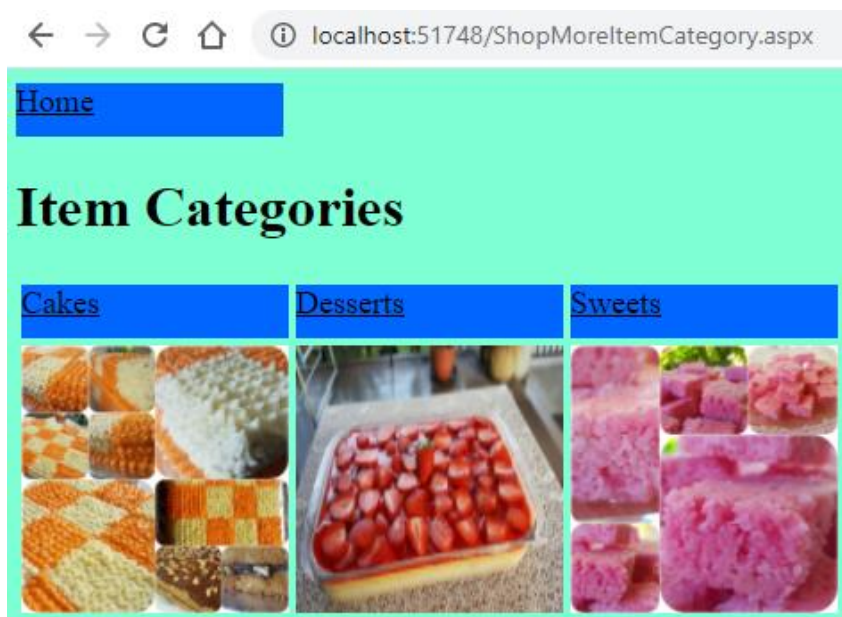 localhost:51748/ShopMoreItemCategory.aspx
Home
Item Categories
Cakes Desserts Sweets